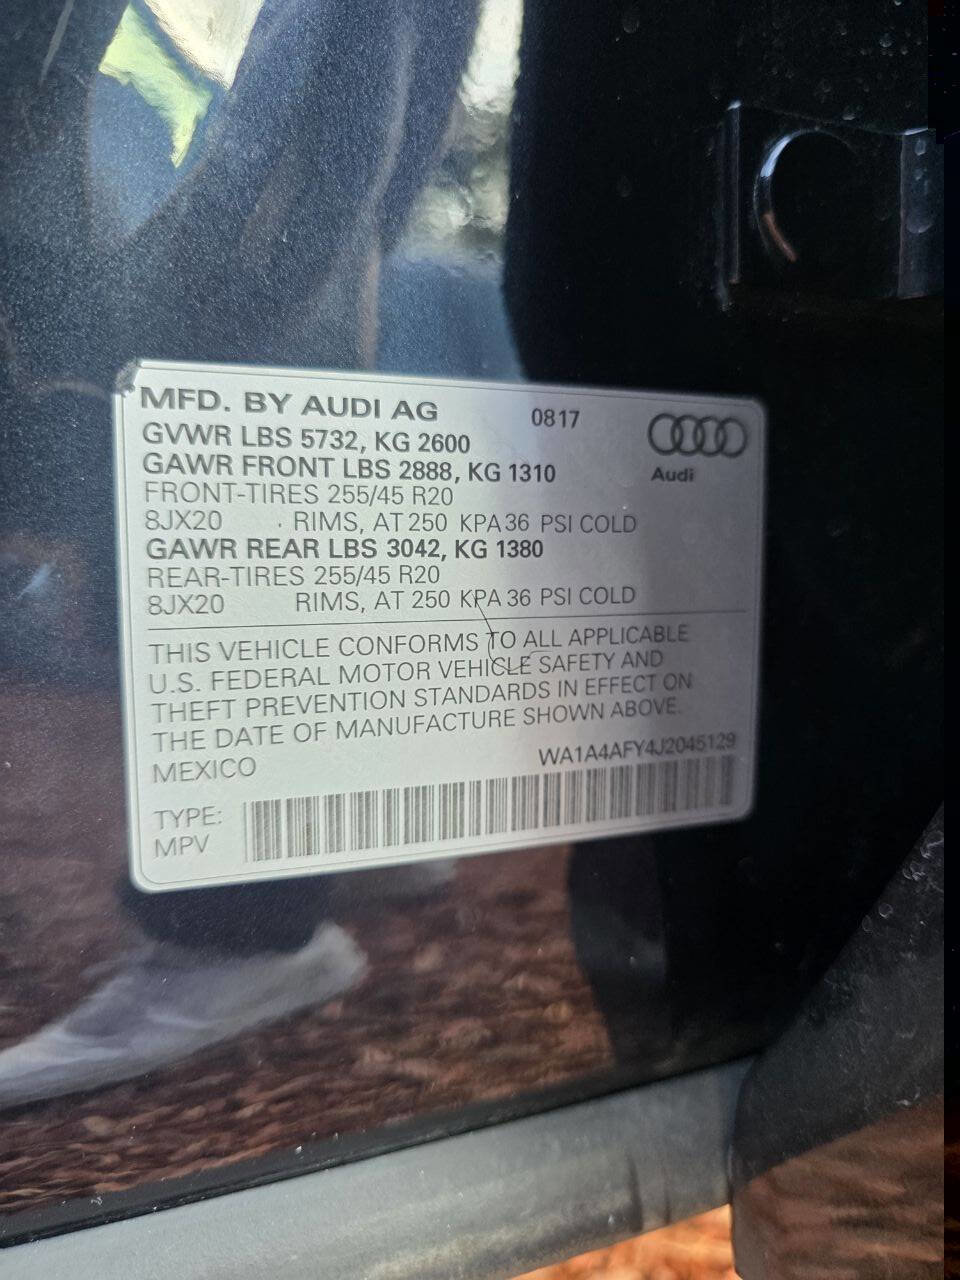 MFD. BY AUDI AG 0817
GVWR LBS 5732, KG 2600
GAWR FRONT LBS 2888, KG 1310
Audi
FRONT-TIRES 255/45 R20
8JX20 RIMS, AT 250 KPA 36 PSI COLD
GAWR REAR LBS 3042, KG 1380
REAR-TIRES 255/45 R20
8JX20 RIMS, AT 250 KPA 36 PSI COLD
THIS VEHICLE CONFORMS TO ALL APPLICABLE
U.S. FEDERAL MOTOR VEHICLE SAFETY AND
THEFT PREVENTION STANDARDS IN EFFECT ON
THE DATE OF MANUFACTURE SHOWN ABOVE.
MEXICO WA1A4AFY4J2045129
TYPE:
MPV